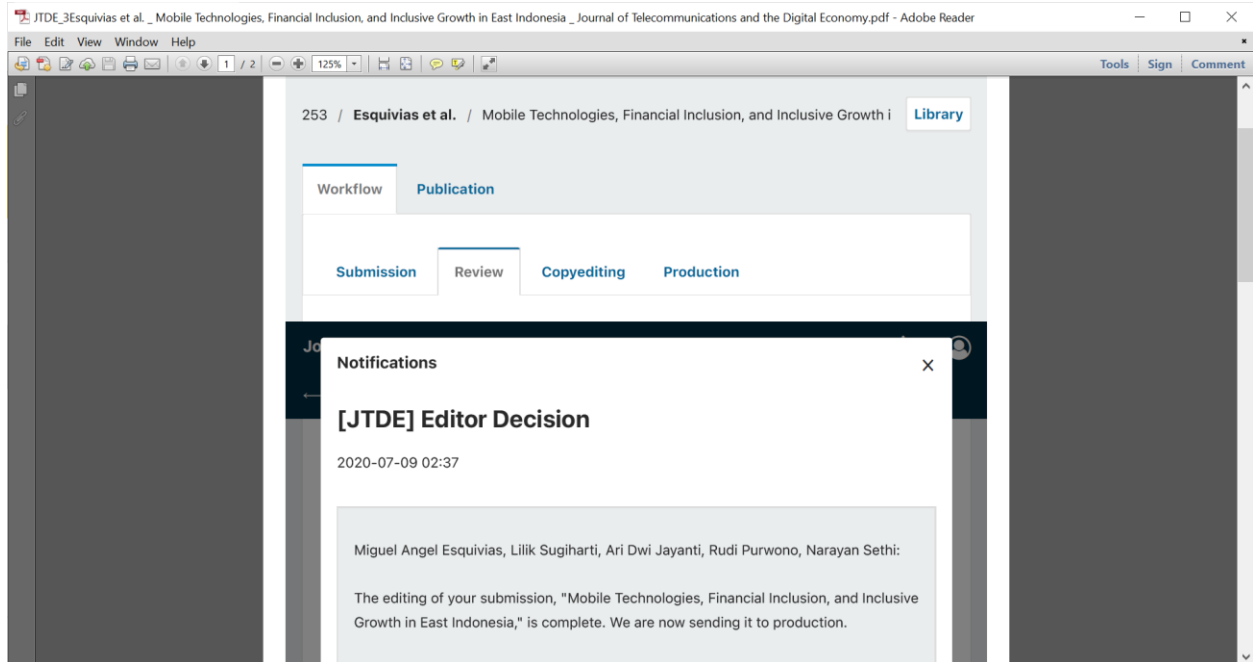 JTDE_3Esquivias et al. _ Mobile Technologies, Financial Inclusion, and Inclusive Growth in East Indonesia _ Journal of Telecommunications and the Digital Economy.pdf - Adobe Reader
File Edit View Window Help
1 / 2 125% Tools Sign Comment
253 / Esquivias et al. / Mobile Technologies, Financial Inclusion, and Inclusive Growth i Library
Workflow Publication
Submission Review Copyediting Production
Jo
Notifications
[JTDE] Editor Decision
2020-07-09 02:37
Miguel Angel Esquivias, Lilik Sugiharti, Ari Dwi Jayanti, Rudi Purwono, Narayan Sethi:
The editing of your submission, "Mobile Technologies, Financial Inclusion, and Inclusive
Growth in East Indonesia," is complete. We are now sending it to production.